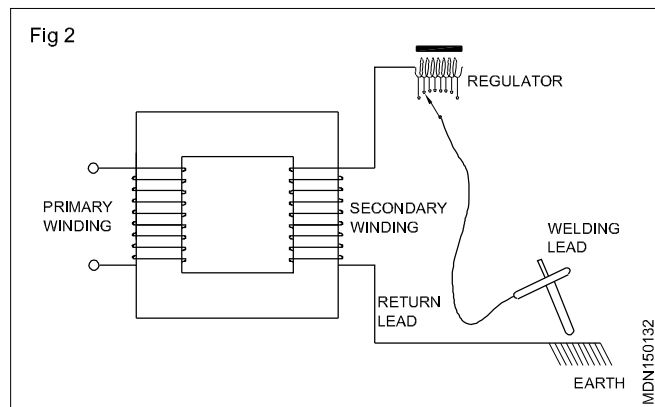 Fig 2
REGULATOR
PRIMARY
WINDING
SECONDARY
WINDING
WELDING
LEAD
RETURN
LEAD
EARTH
MDN150132